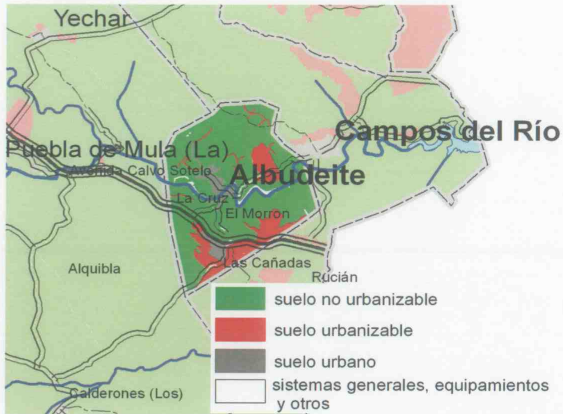 Yechar
Campos del Río
Puebla de Mula (La)
Avenida Calvo Sotelo
Albudeite
La Cruz
El Morrón
Alquibla
Las Cañadas
Rucián
suelo no urbanizable
suelo urbanizable
suelo urbano
sistemas generales, equipamientos
y otros
Calderones (Los)